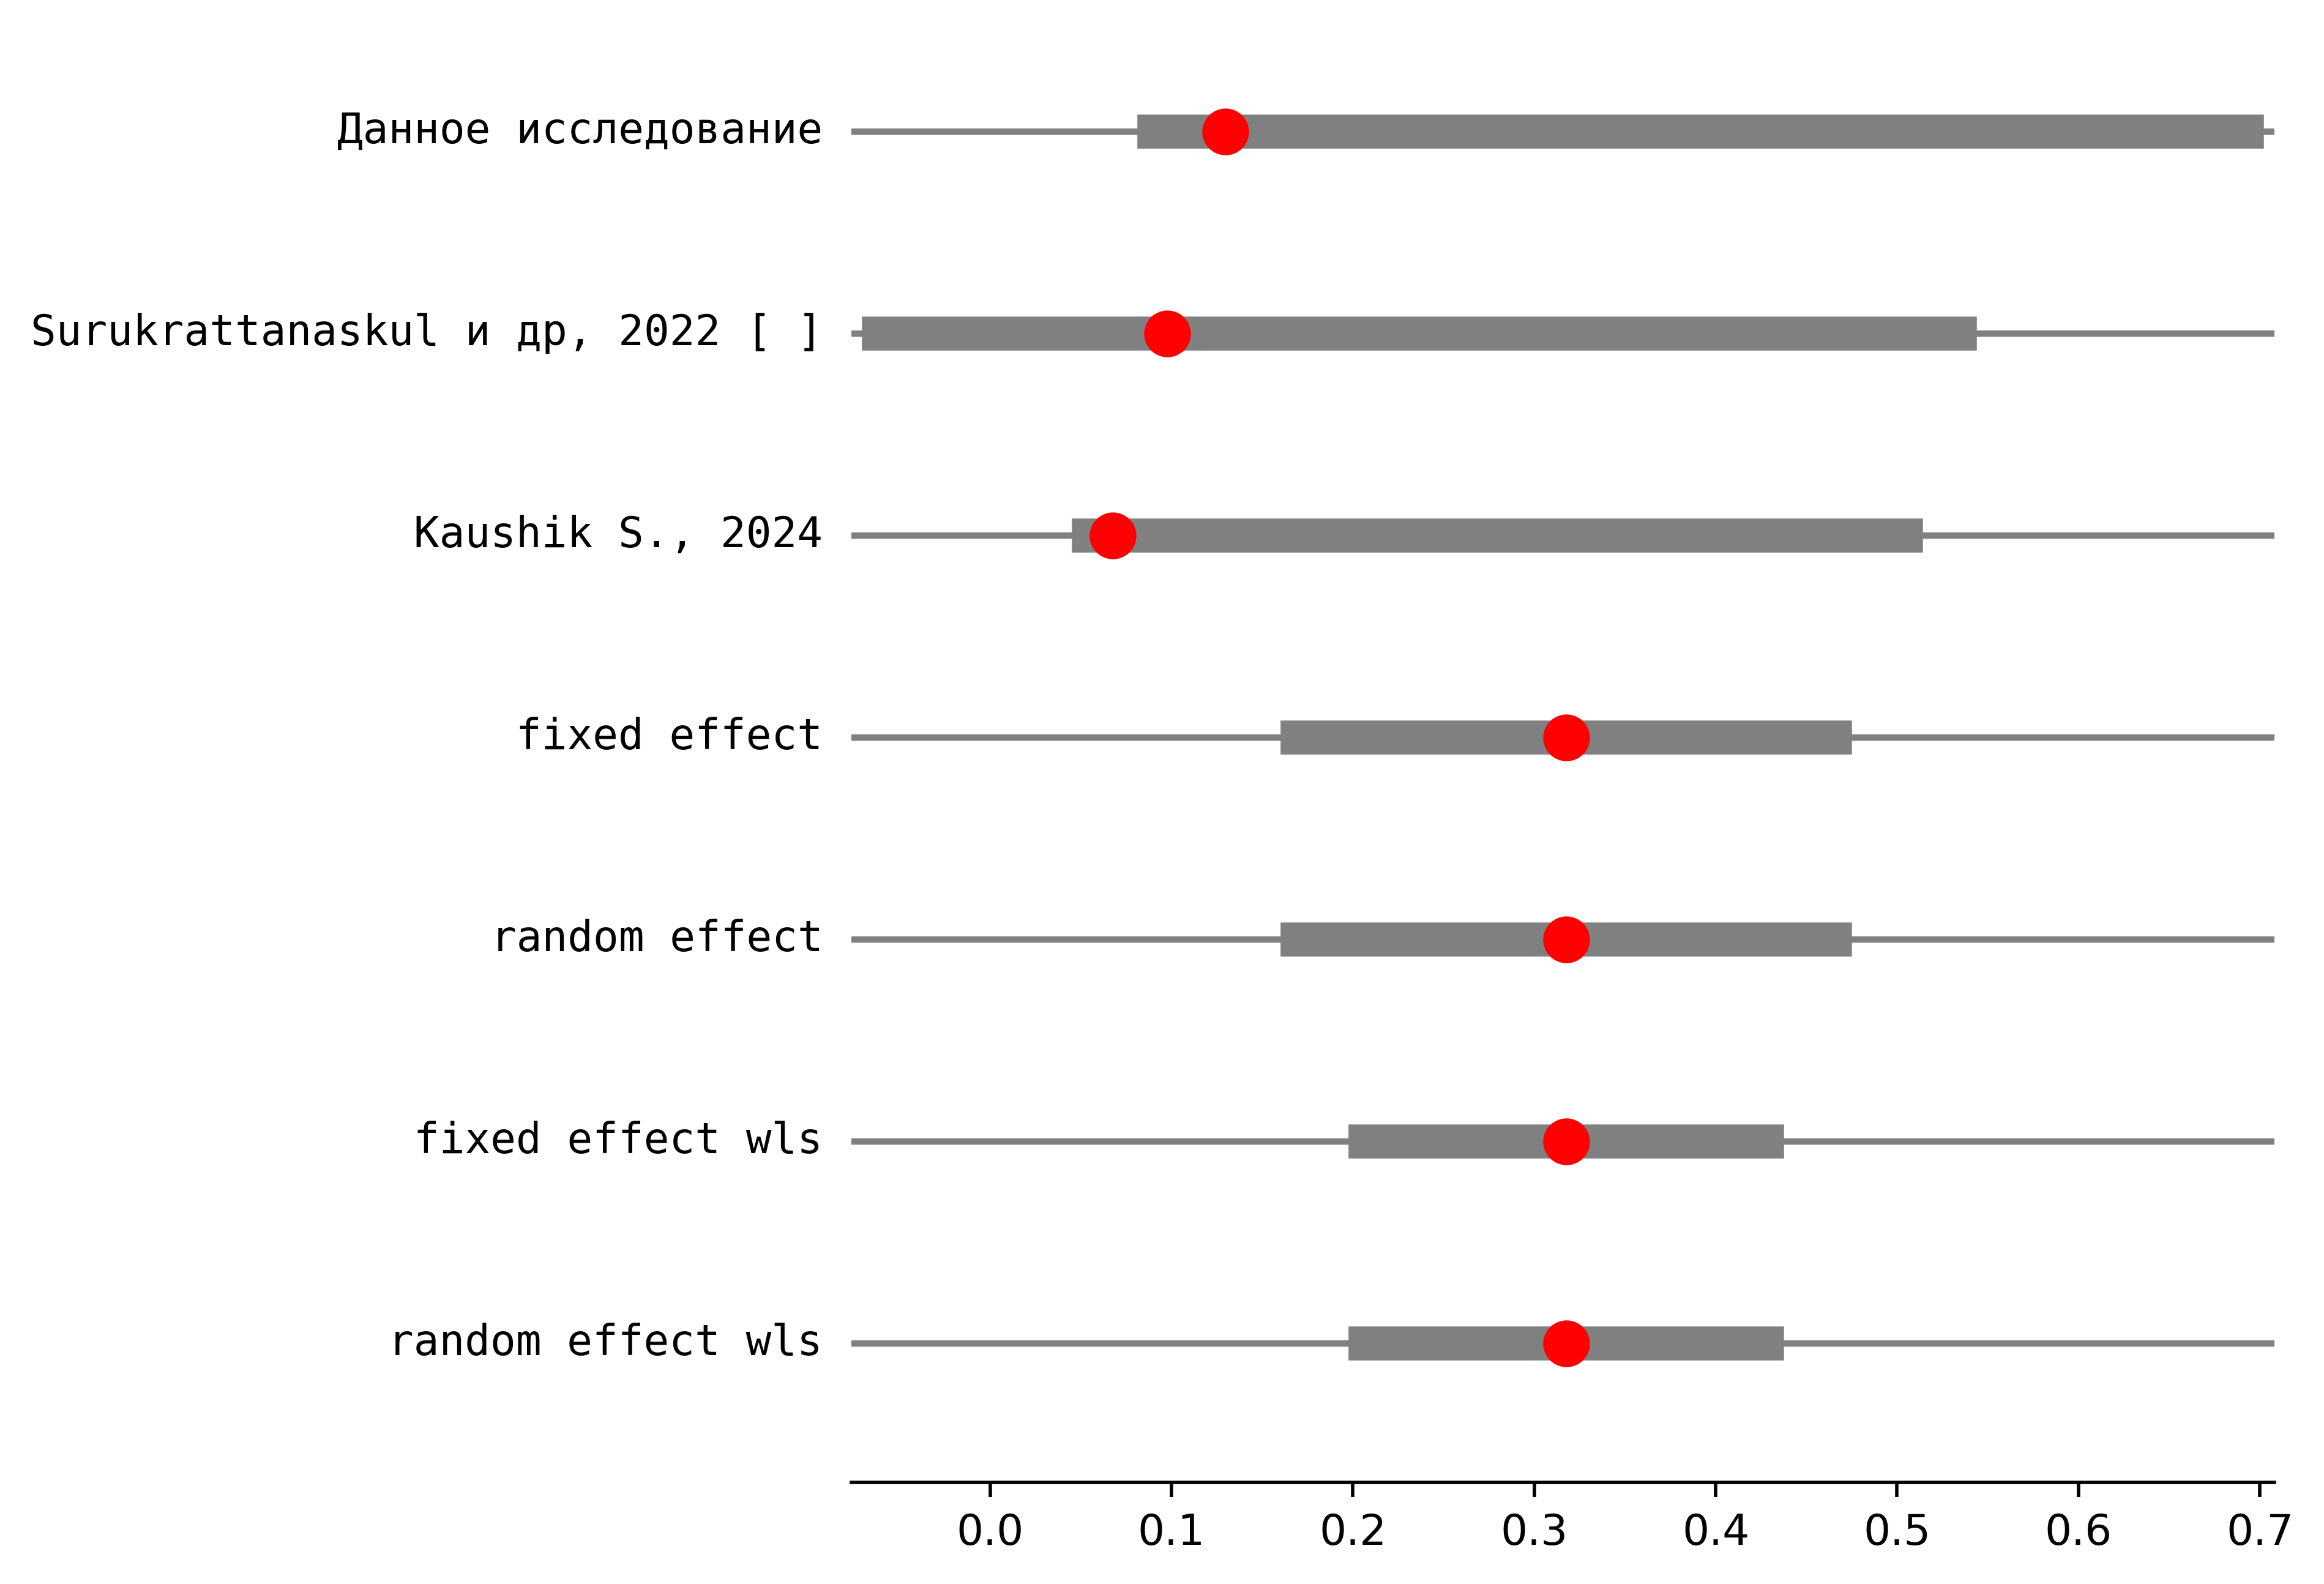 Данное исследование
Surukrattanaskul и др, 2022 [ ]
Kaushik S., 2024
fixed effect
random effect
fixed effect wls
random effect wls
0.0 0.1 0.2 0.3 0.4 0.5 0.6 0.7